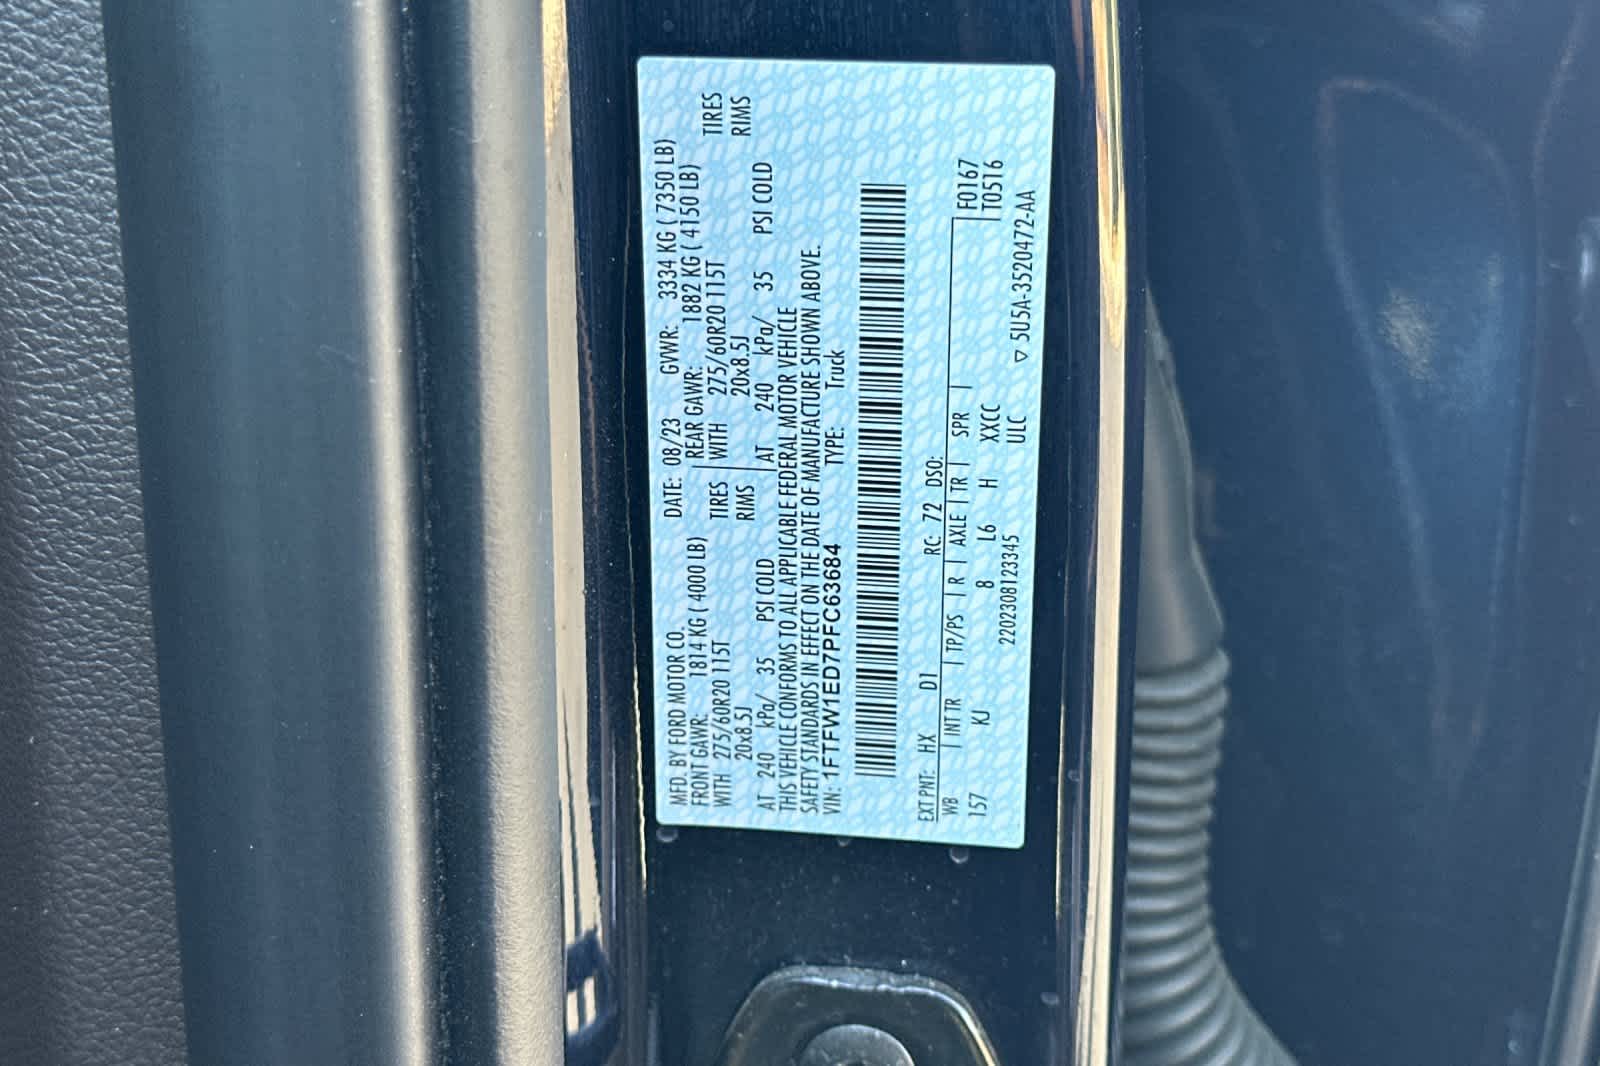 MFD. BY FORD MOTOR CO. DATE: 08/23 GVWR: 3334 KG ( 7350 LB)
FRONT GAWR: 1814 KG ( 4000 LB) REAR GAWR: 1882 KG ( 4150 LB)
WITH 275/60R20 115T TIRES WITH 275/60R20 115T TIRES
20x8.5J RIMS 20x8.5J RIMS
AT 240 kPa/ 35 PSI COLD AT 240 kPa/ 35 PSI COLD
THIS VEHICLE CONFORMS TO ALL APPLICABLE FEDERAL MOTOR VEHICLE
SAFETY STANDARDS IN EFFECT ON THE DATE OF MANUFACTURE SHOWN ABOVE.
VIN: 1FTFW1ED7PFC63684 TYPE: Truck
EXT PNT: HX D1 RC: 72 DSO:
WB | INT TR | TP/PS | R | AXLE | TR | SPR | F0167
157 KJ 8 L6 H XXCC T0516
220230812 3345 ULC ▽ 5U5A-3520472-AA